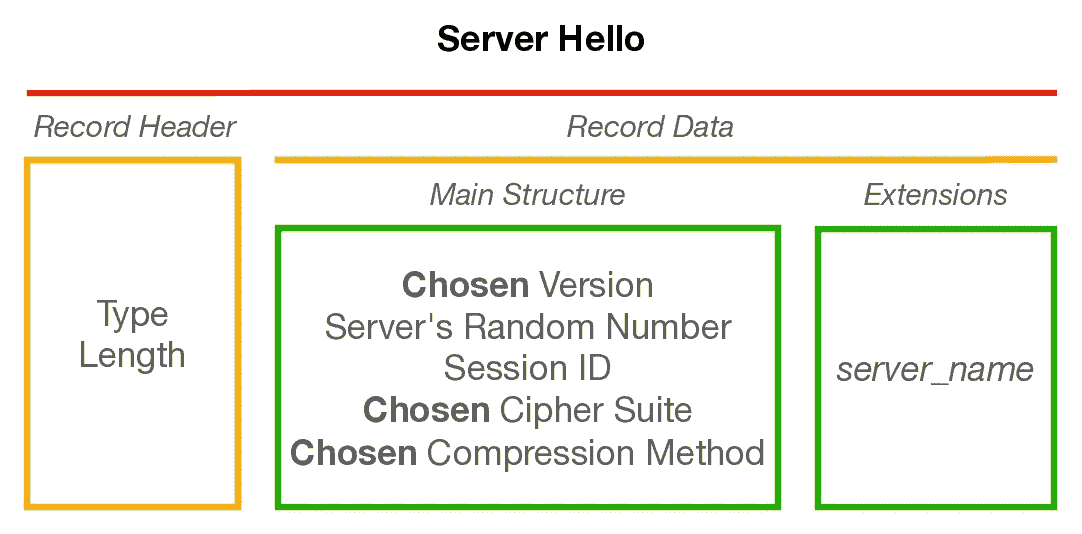 Server Hello
Record Header
Record Data
Type
Length
Main Structure
Chosen Version
Server's Random Number
Session ID
Chosen Cipher Suite
Chosen Compression Method
Extensions
server_name